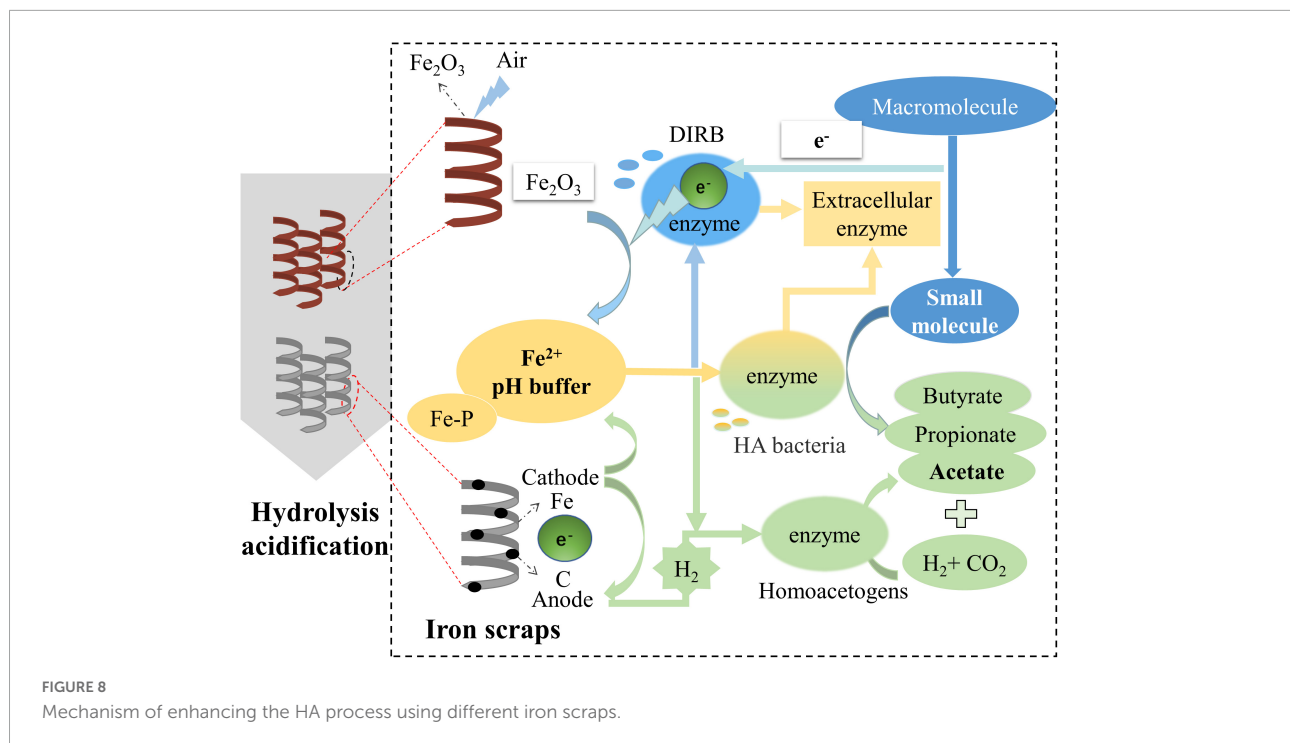 Fe₂O₃
Air
Macromolecule
DIRB
e⁻
Fe₂O₃
e⁻
enzyme
Extracellular
enzyme
Small
molecule
Fe²⁺
pH buffer
enzyme
Fe-P
HA bacteria
Butyrate
Propionate
Acetate
Hydrolysis
acidification
Cathode
Fe
e⁻
C
Anode
H₂
enzyme
Homoacetogens
H₂+ CO₂
Iron scraps
FIGURE 8
Mechanism of enhancing the HA process using different iron scraps.